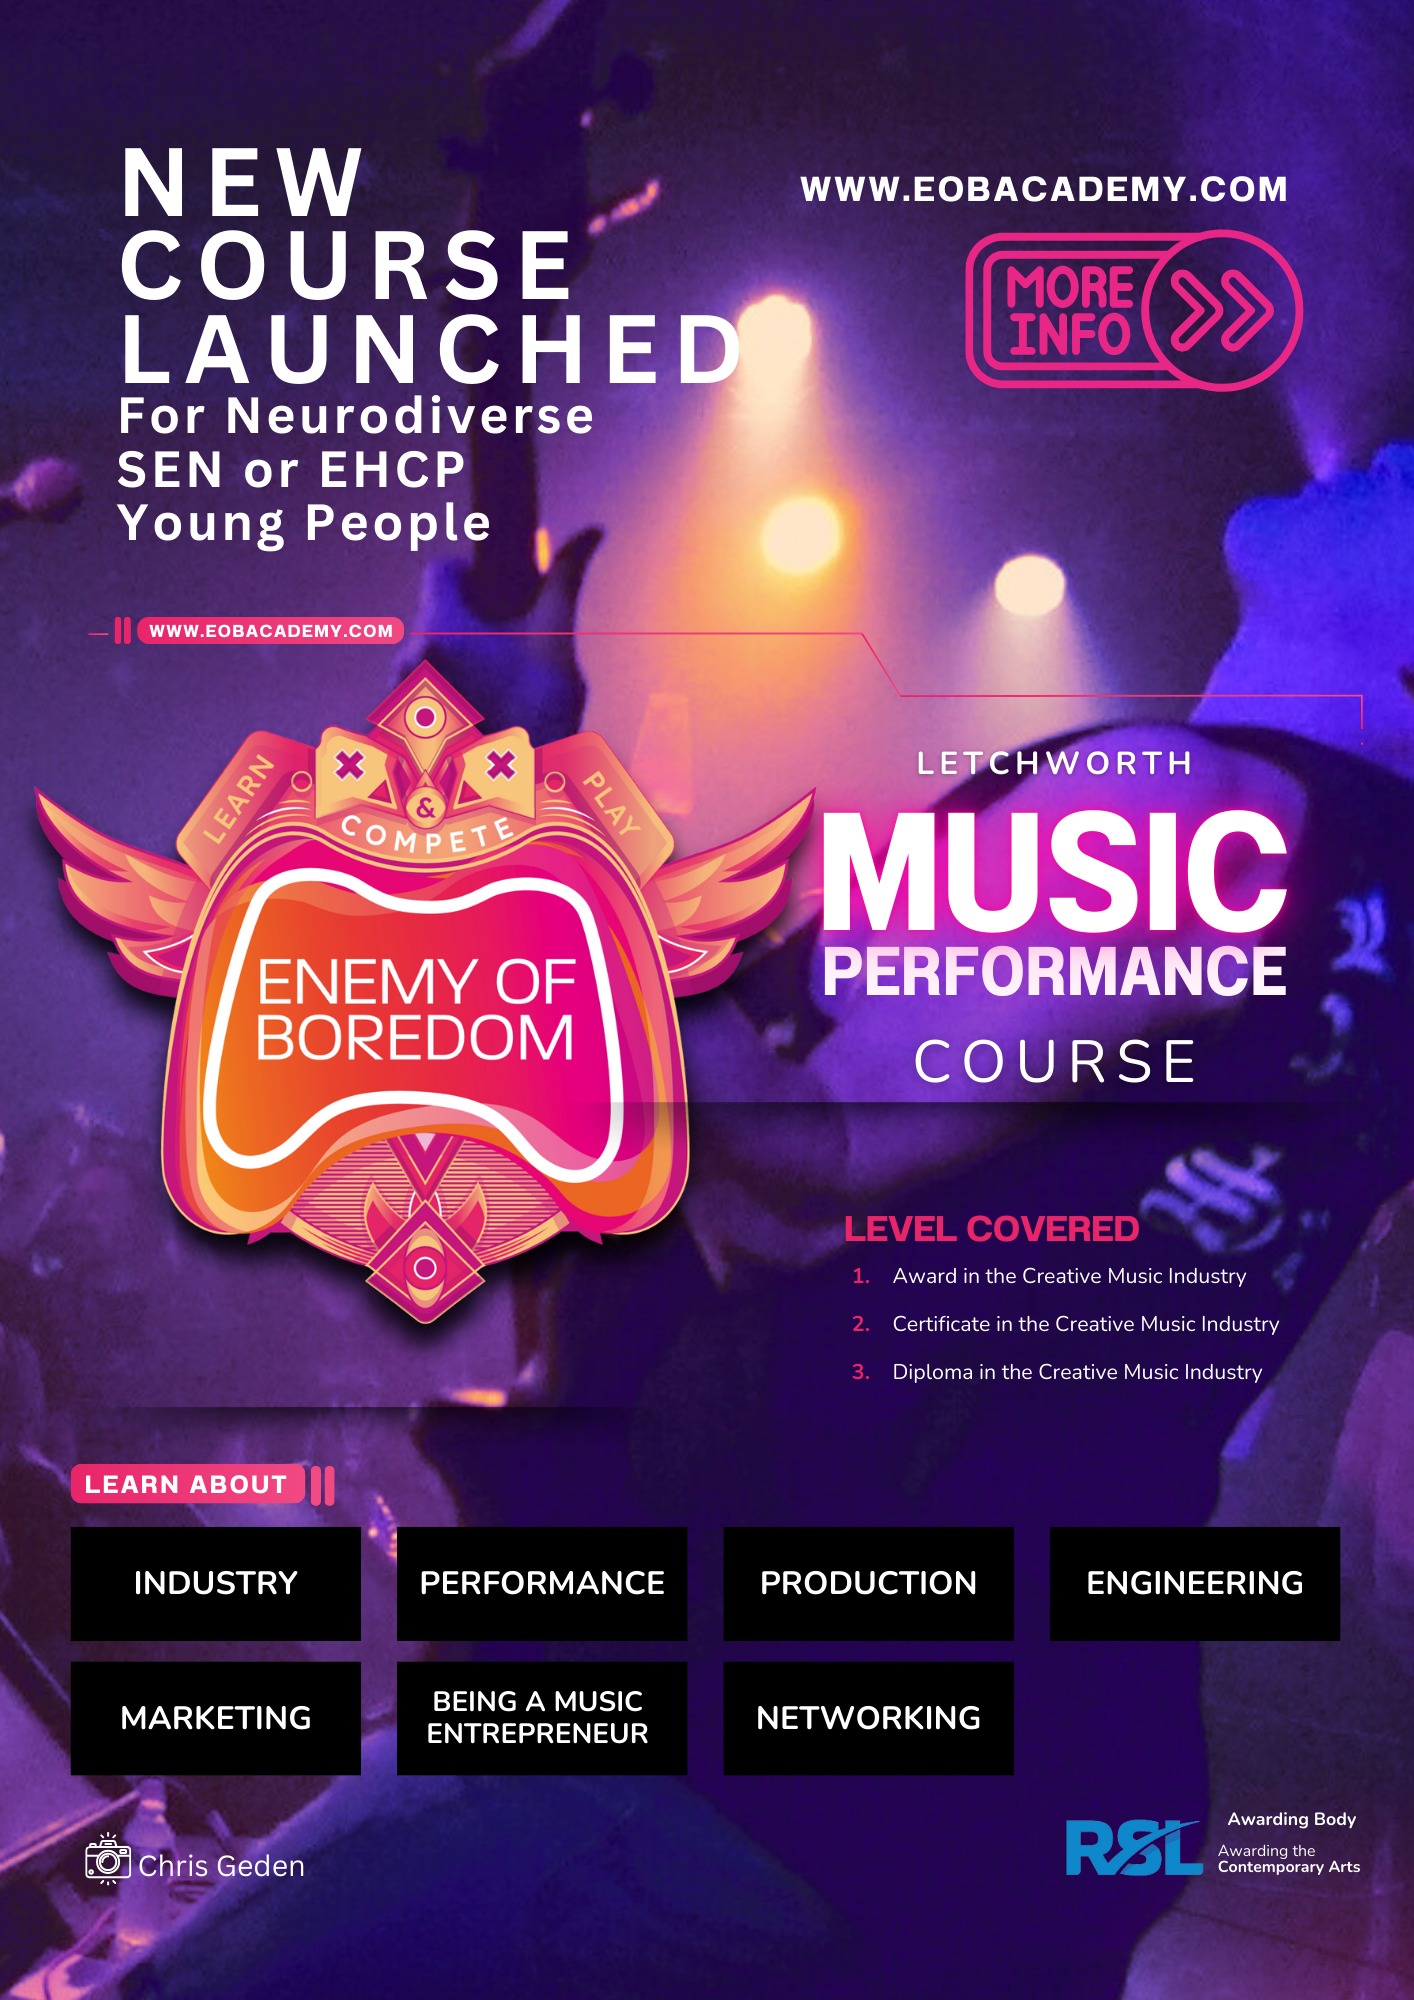 NEW
COURSE
LAUNCHED
For Neurodiverse
SEN or EHCP
Young People
WWW.EOBACADEMY.COM
MORE
INFO
WWW.EOBACADEMY.COM
LEARN
&
PLAY
COMPETE
ENEMY OF
BOREDOM
LETCHWORTH
MUSIC
PERFORMANCE
COURSE
LEVEL COVERED
1. Award in the Creative Music Industry
2. Certificate in the Creative Music Industry
3. Diploma in the Creative Music Industry
LEARN ABOUT
INDUSTRY
PERFORMANCE
PRODUCTION
ENGINEERING
MARKETING
BEING A MUSIC
ENTREPRENEUR
NETWORKING
Chris Geden
RSL
Awarding Body
Awarding the
Contemporary Arts